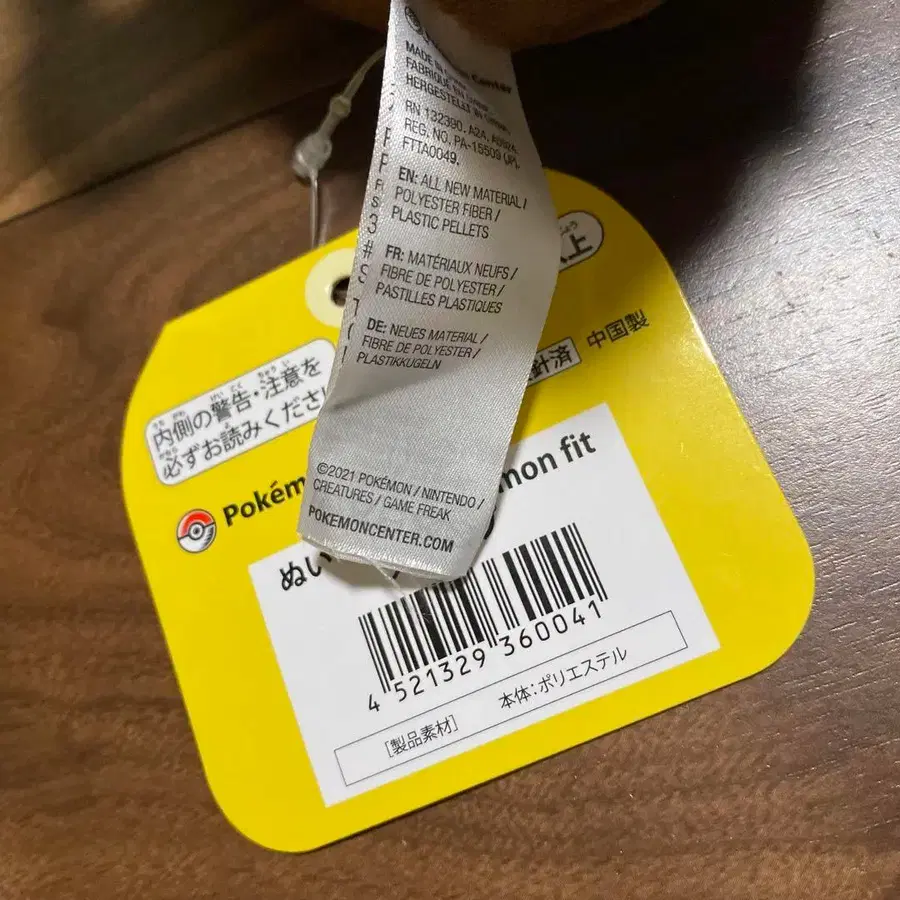 Center
MADE
FABRIQUE EN
HERGESTELLT IN
RN 132390. A2A.
REG. NO. PA-15509 (JP).
FTTA0049.
EN: ALL NEW MATERIAL /
POLYESTER FIBER /
PLASTIC PELLETS
FR: MATÉRIAUX NEUFS /
FIBRE DE POLYESTER /
PASTILLES PLASTIQUES
DE: NEUES MATERIAL /
FIBRE DE POLYESTER /
PLASTIKKUGELN
©2021 POKÉMON / NINTENDO /
CREATURES / GAME FREAK
POKEMONCENTER.COM
上
針済 中国製
内側の警告・注意を
必ずお読みくださ
Pokém mon fit
ぬい
4 521329 360041
[製品素材] 本体:ポリエステル